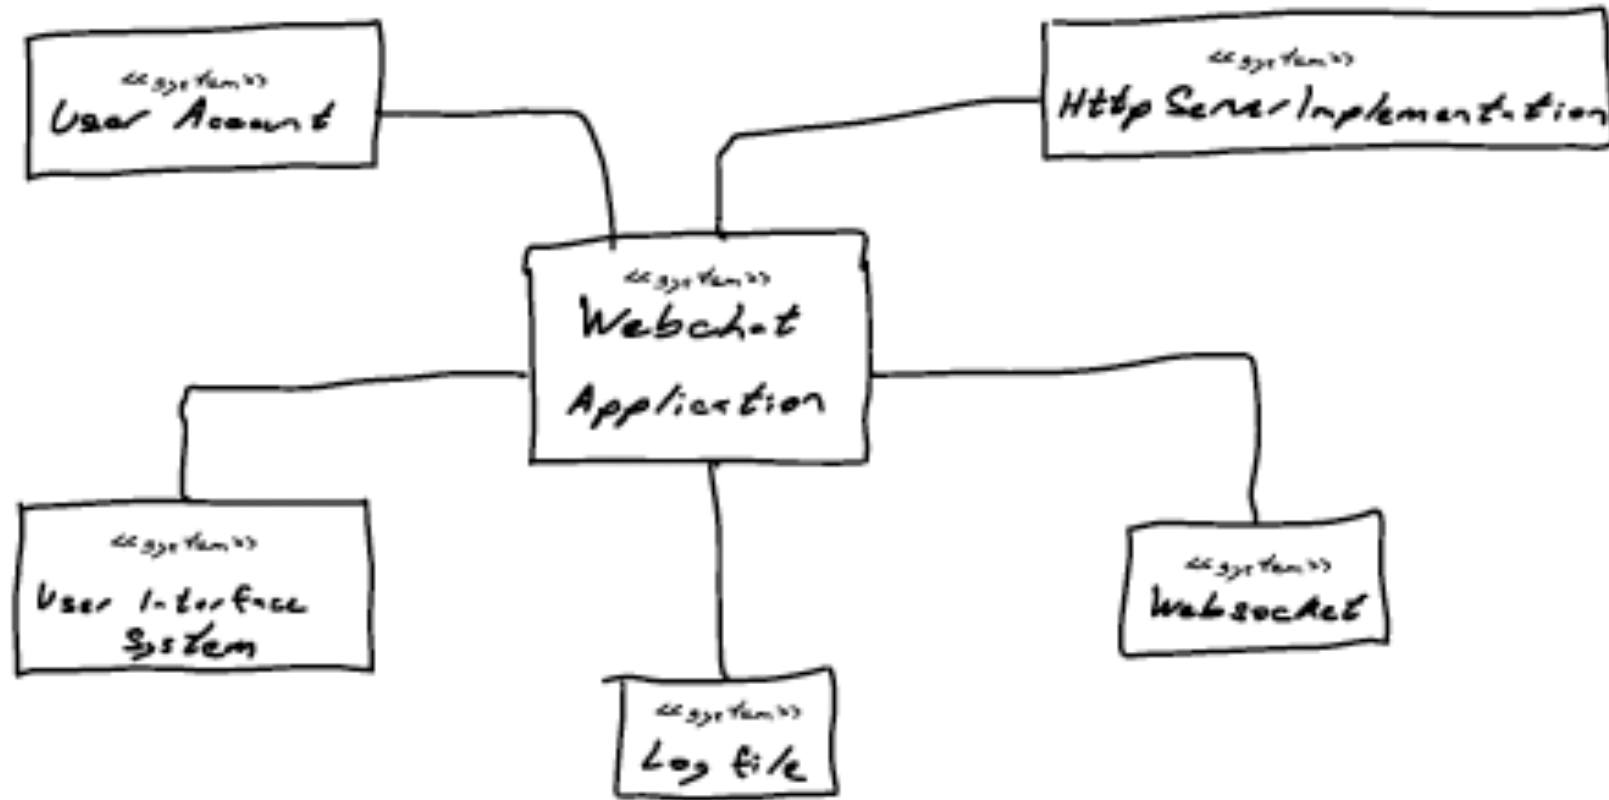 <<system>>
User Account
<<system>>
Http Server Implementation
<<system>>
Webchat
Application
<<system>>
User Interface
System
<<system>>
Websocket
<<system>>
Log file